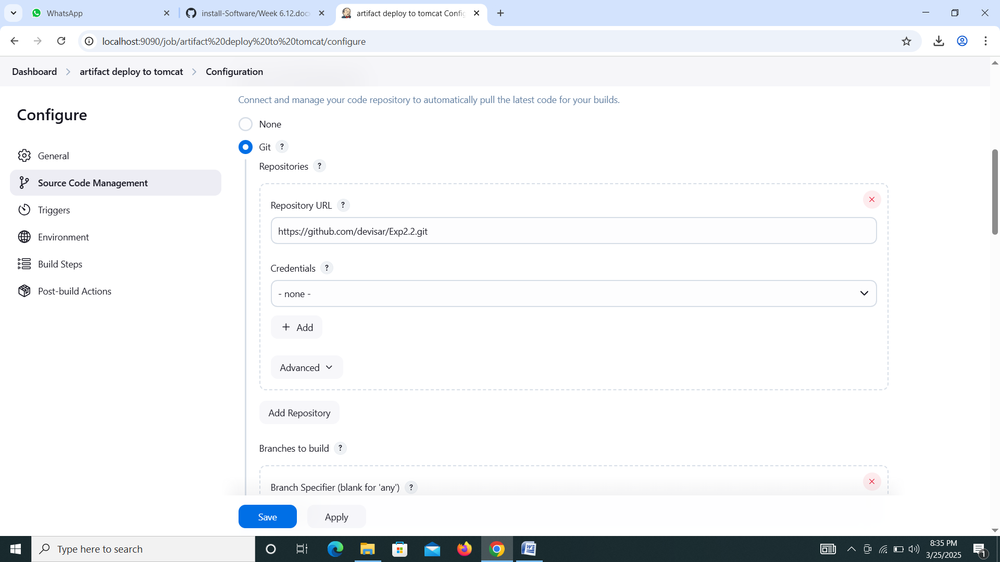 WhatsApp
install-Software/Week 6.12.docx
artifact deploy to tomcat Config
localhost:9090/job/artifact%20deploy%20to%20tomcat/configure
Dashboard
artifact deploy to tomcat
Configuration
Configure
General
Source Code Management
Triggers
Environment
Build Steps
Post-build Actions
Connect and manage your code repository to automatically pull the latest code for your builds.
None
Git ?
Repositories ?
Repository URL ?
https://github.com/devisar/Exp2.2.git
Credentials ?
- none -
+ Add
Advanced
Add Repository
Branches to build ?
Branch Specifier (blank for 'any') ?
Save
Apply
Type here to search
8:35 PM
3/25/2025
1